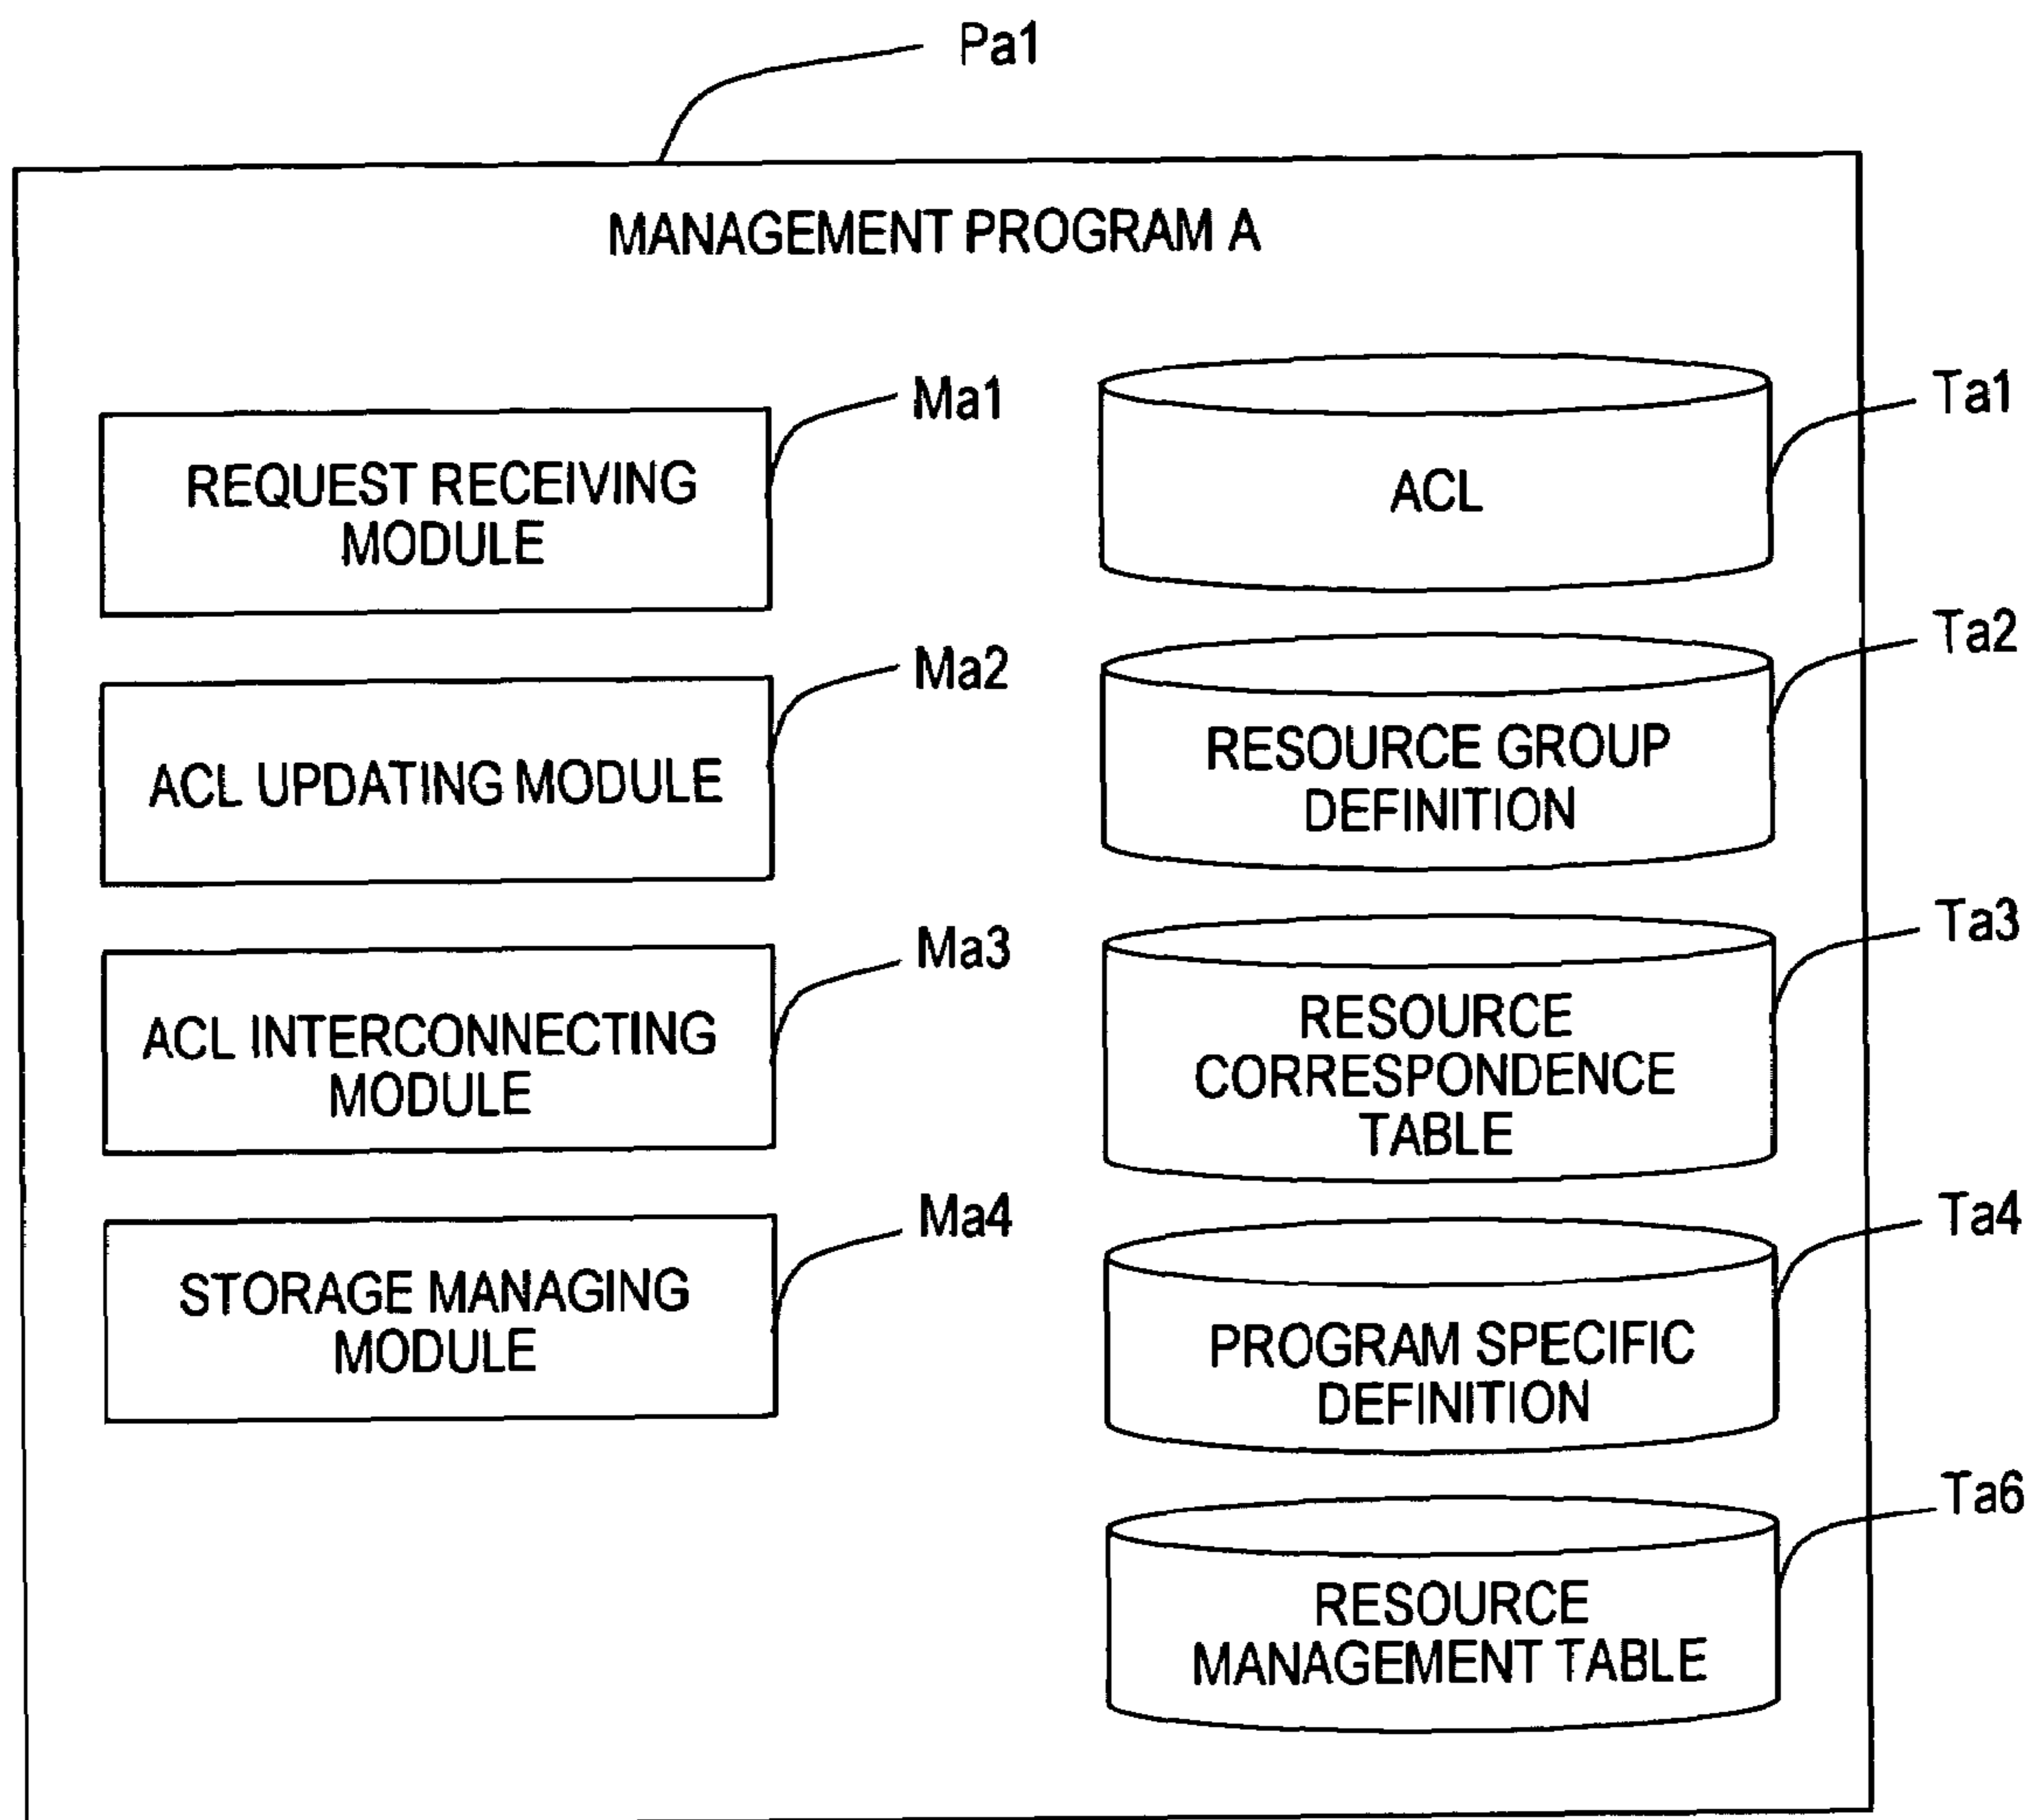 Pa1
MANAGEMENT PROGRAM A
Ma1
REQUEST RECEIVING
MODULE
Ma2
ACL UPDATING MODULE
Ma3
ACL INTERCONNECTING
MODULE
Ma4
STORAGE MANAGING
MODULE
Ta1
ACL
Ta2
RESOURCE GROUP
DEFINITION
Ta3
RESOURCE
CORRESPONDENCE
TABLE
Ta4
PROGRAM SPECIFIC
DEFINITION
Ta6
RESOURCE
MANAGEMENT TABLE